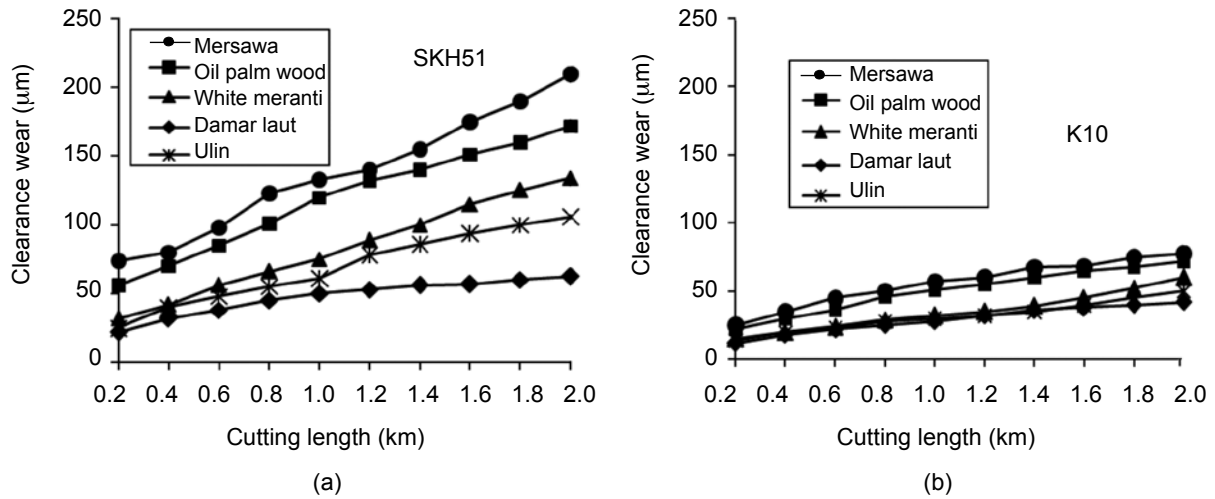 250
200
150
100
50
0
Clearance wear (μm)
Mersawa
Oil palm wood
White meranti
Damar laut
Ulin
SKH51
0.2 0.4 0.6 0.8 1.0 1.2 1.4 1.6 1.8 2.0
Cutting length (km)
(a)
250
200
150
100
50
0
Clearance wear (μm)
Mersawa
Oil palm wood
White meranti
Damar laut
Ulin
K10
0.2 0.4 0.6 0.8 1.0 1.2 1.4 1.6 1.8 2.0
Cutting length (km)
(b)